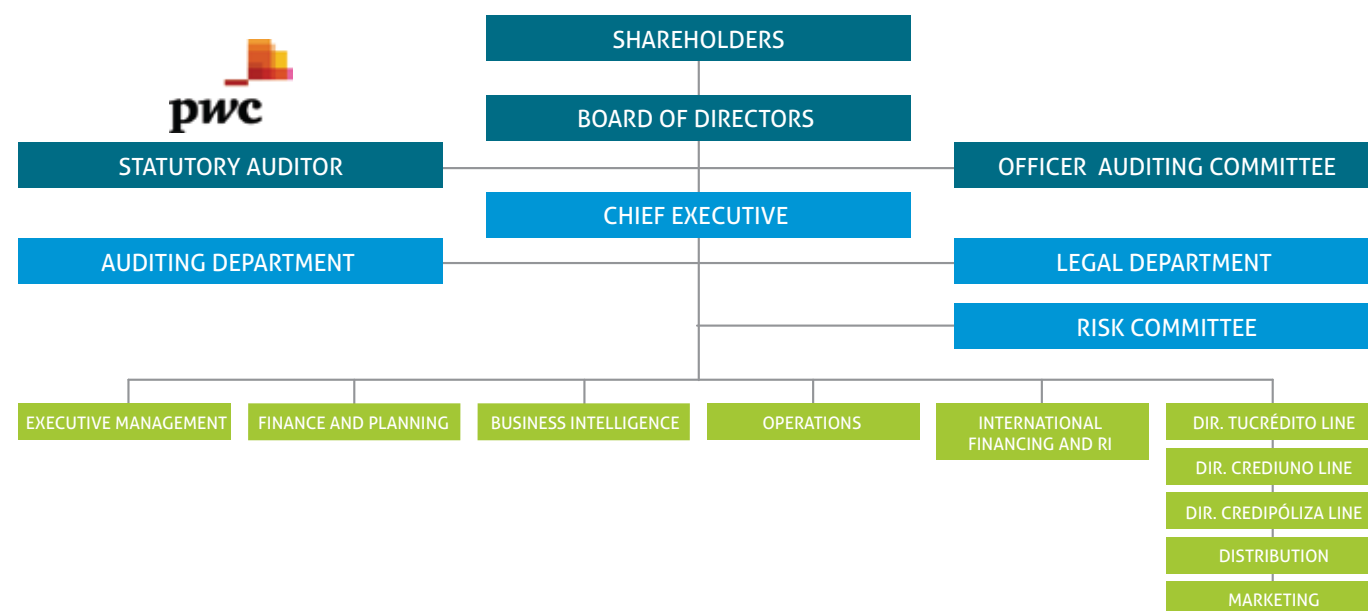 SHAREHOLDERS
pwc
BOARD OF DIRECTORS
STATUTORY AUDITOR
OFFICER AUDITING COMMITTEE
CHIEF EXECUTIVE
AUDITING DEPARTMENT
LEGAL DEPARTMENT
RISK COMMITTEE
EXECUTIVE MANAGEMENT
FINANCE AND PLANNING
BUSINESS INTELLIGENCE
OPERATIONS
INTERNATIONAL
FINANCING AND RI
DIR. TUCRÉDITO LINE
DIR. CREDIUNO LINE
DIR. CREDIPÓLIZA LINE
DISTRIBUTION
MARKETING